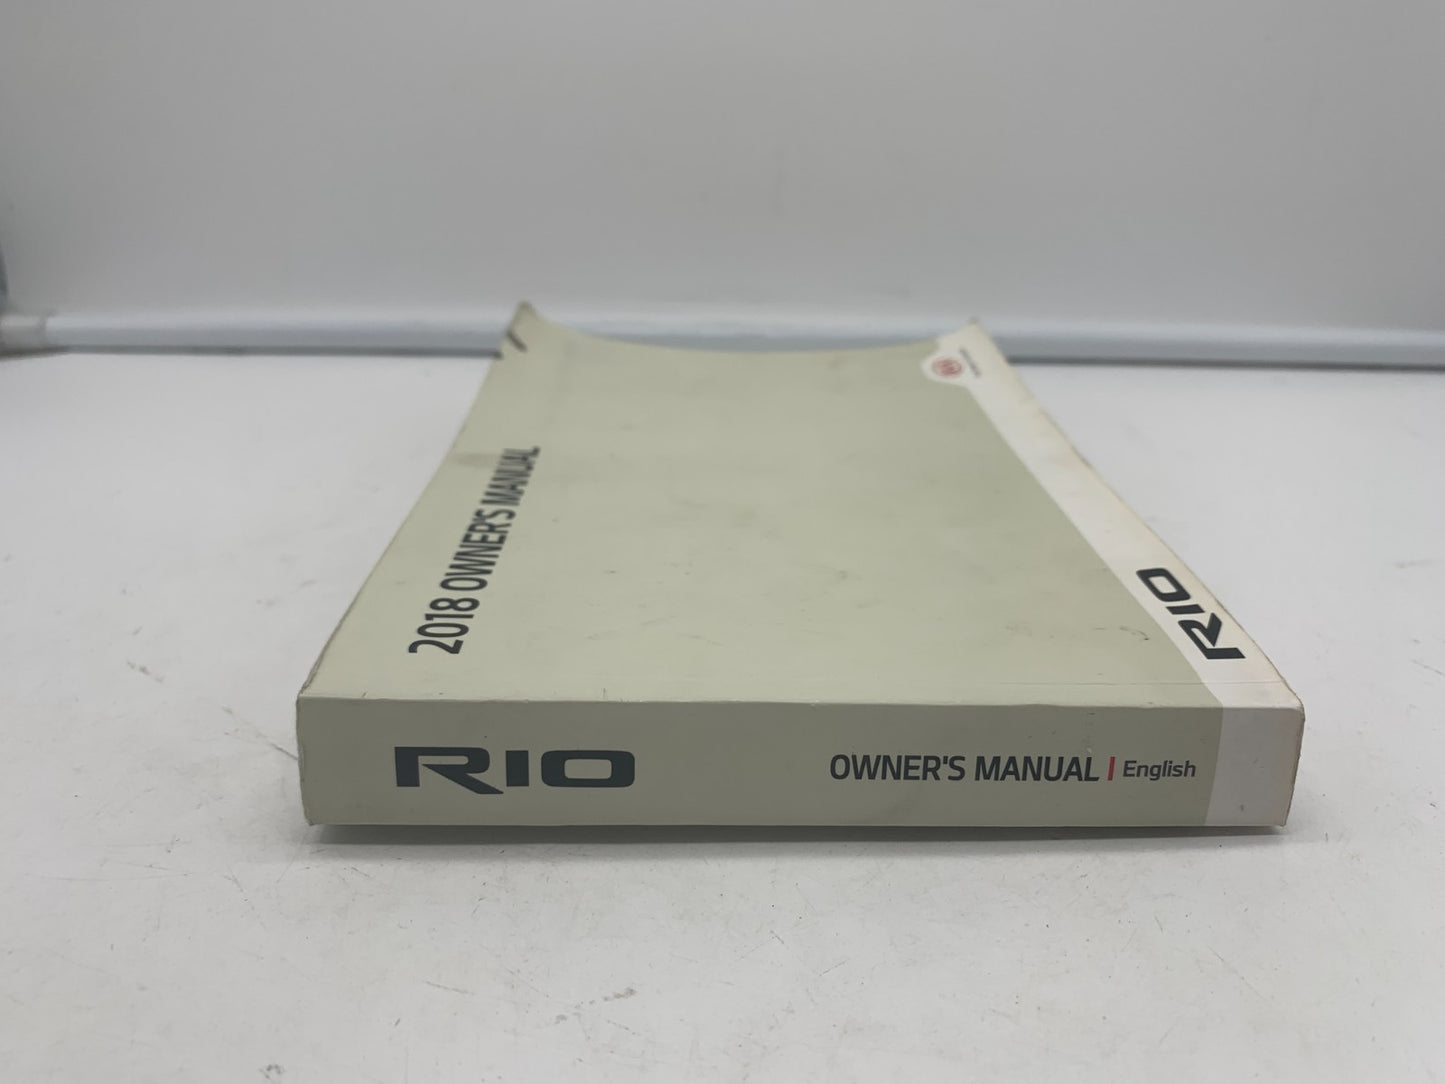 2018 OWNER'S MANUAL
RIO
RIO
OWNER'S MANUAL | English